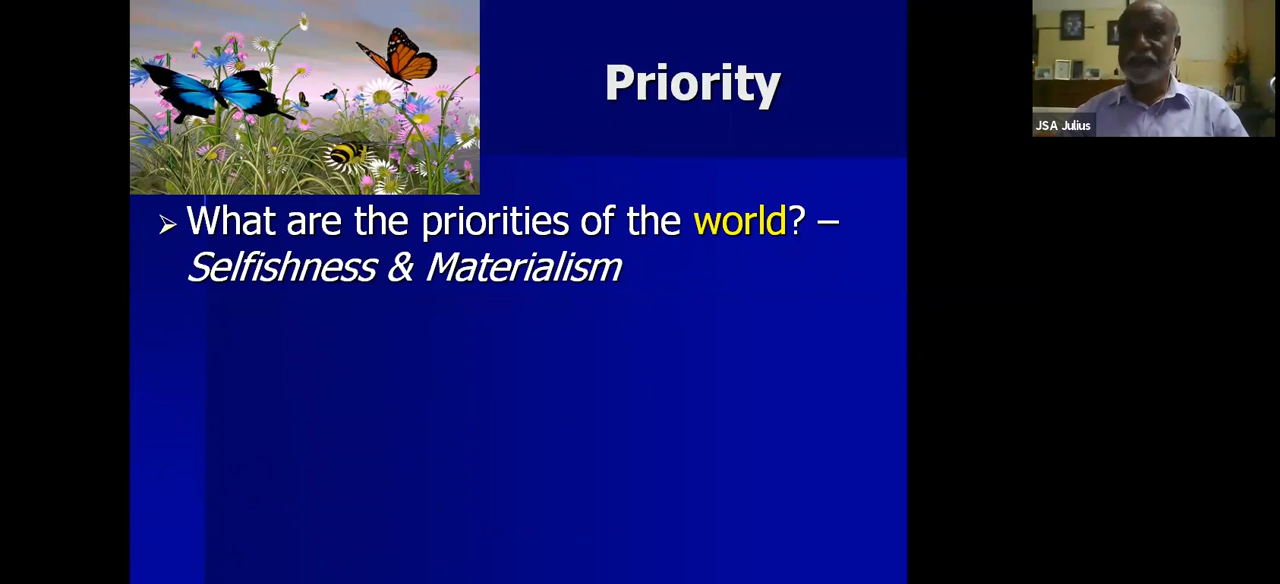 Priority
JSA Julius
What are the priorities of the world? –
Selfishness & Materialism